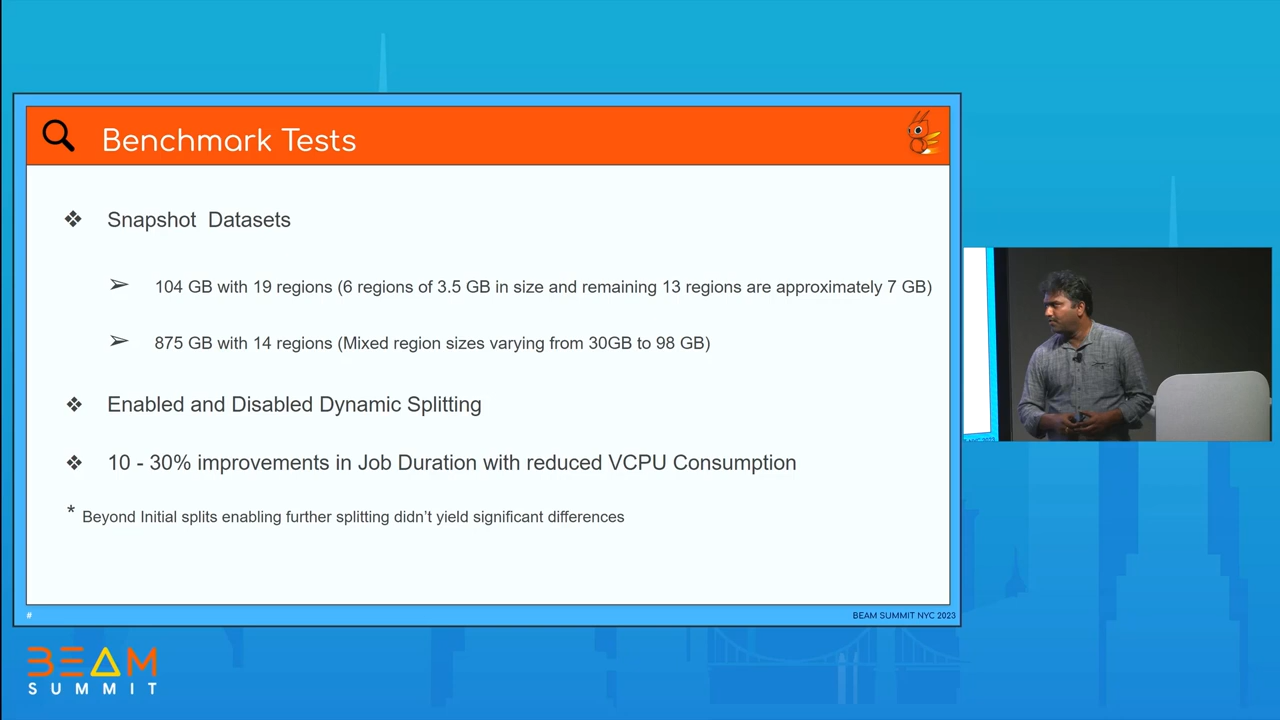 Benchmark Tests
❖ Snapshot Datasets
➢ 104 GB with 19 regions (6 regions of 3.5 GB in size and remaining 13 regions are approximately 7 GB)
➢ 875 GB with 14 regions (Mixed region sizes varying from 30GB to 98 GB)
❖ Enabled and Disabled Dynamic Splitting
❖ 10 - 30% improvements in Job Duration with reduced VCPU Consumption
* Beyond Initial splits enabling further splitting didn't yield significant differences
#
BEAM SUMMIT NYC 2023
BEAM
SUMMIT